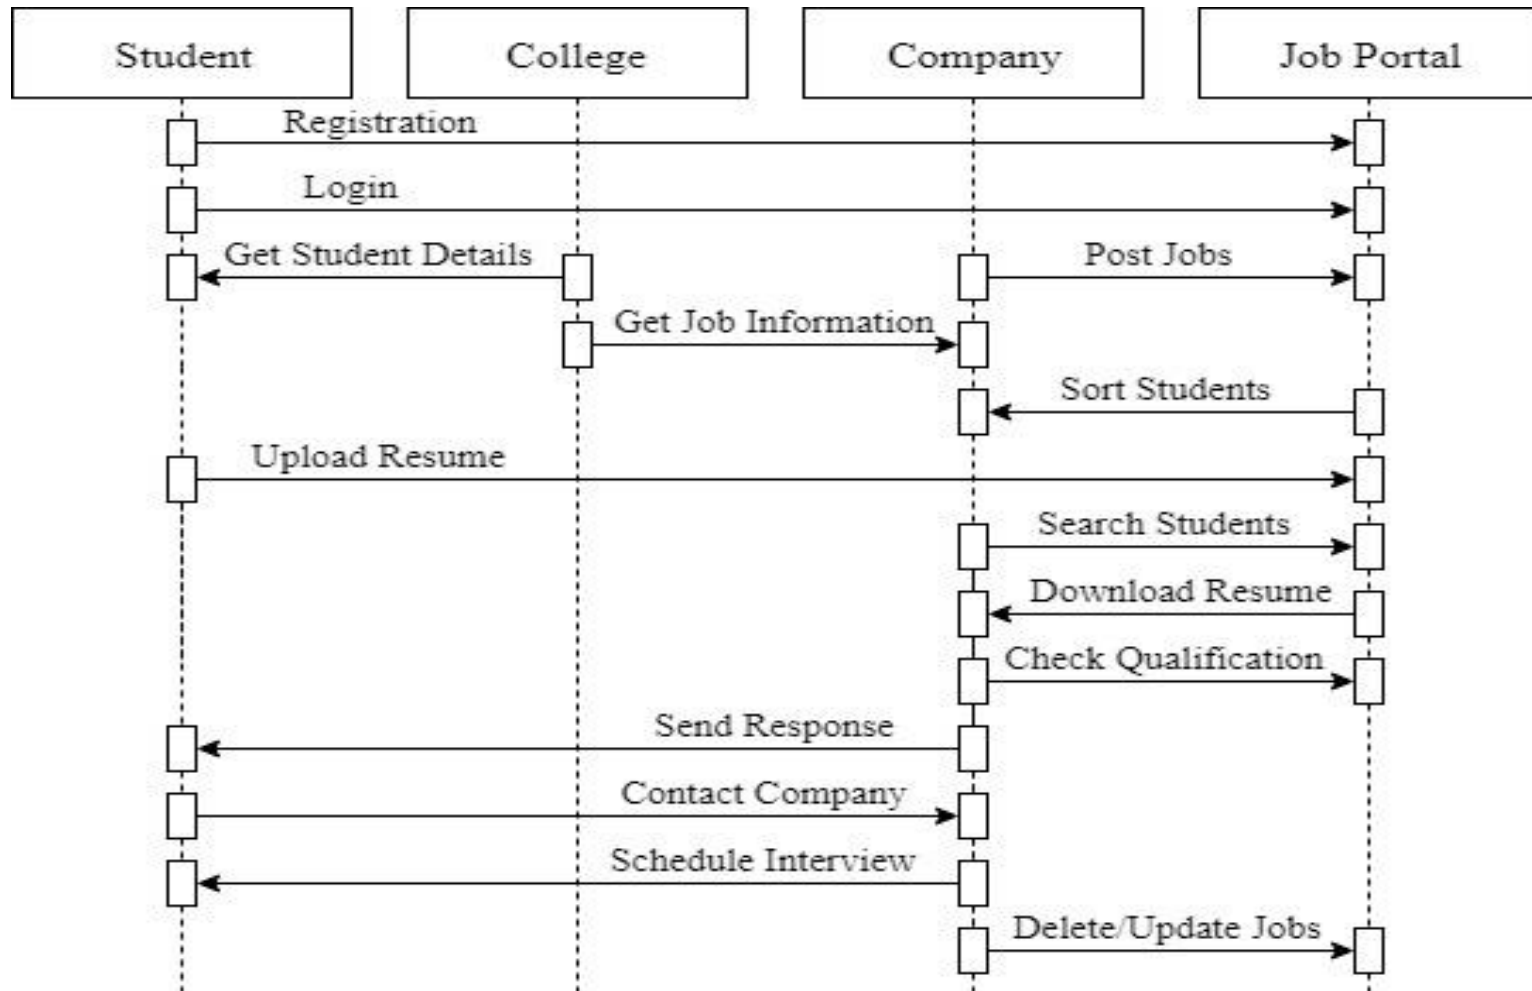 Student
College
Company
Job Portal
Registration
Login
Get Student Details
Post Jobs
Get Job Information
Sort Students
Upload Resume
Search Students
Download Resume
Check Qualification
Send Response
Contact Company
Schedule Interview
Delete/Update Jobs